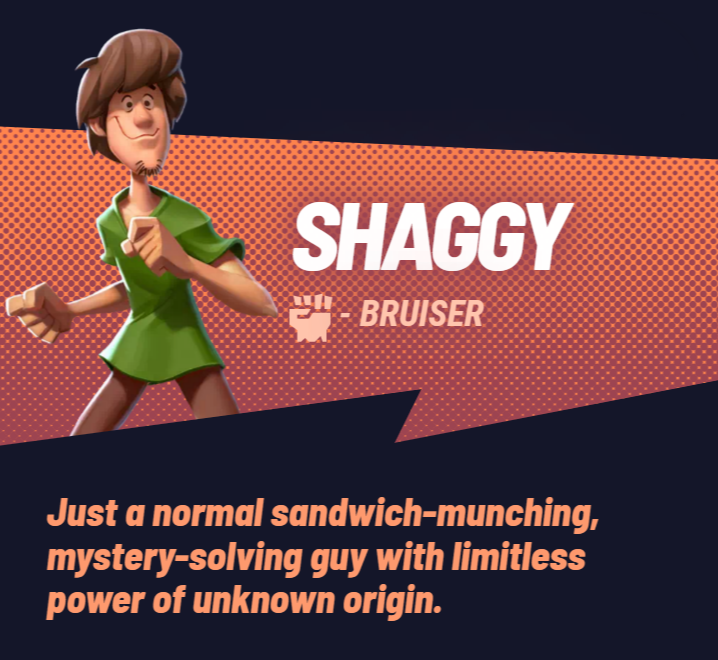 SHAGGY
- BRUISER
Just a normal sandwich-munching,
mystery-solving guy with limitless
power of unknown origin.